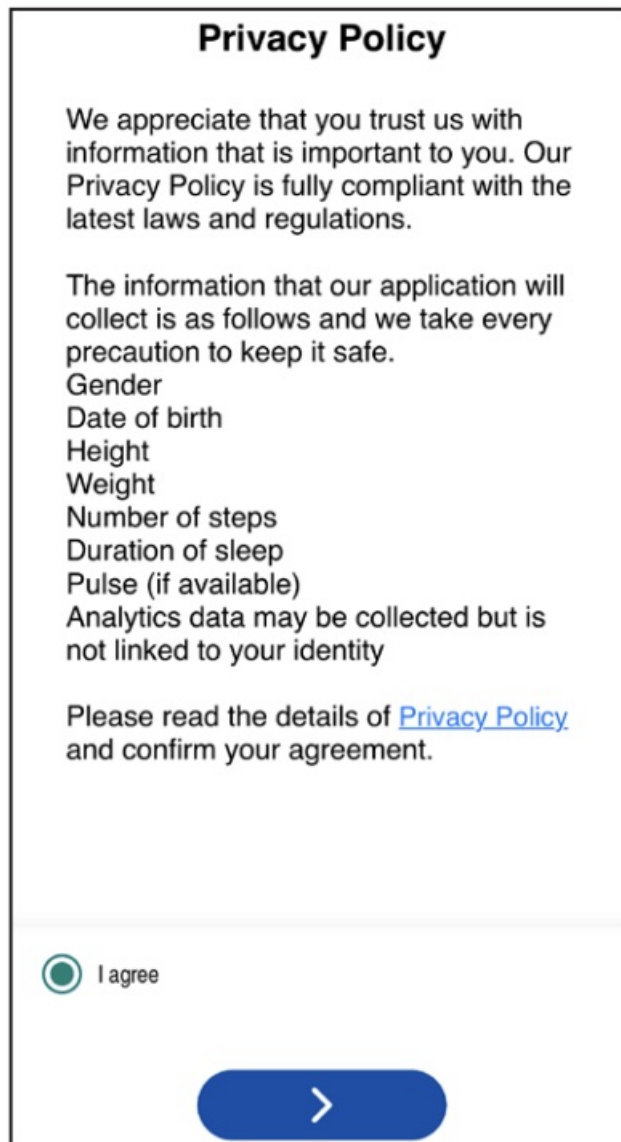 Privacy Policy
We appreciate that you trust us with
information that is important to you. Our
Privacy Policy is fully compliant with the
latest laws and regulations.
The information that our application will
collect is as follows and we take every
precaution to keep it safe.
Gender
Date of birth
Height
Weight
Number of steps
Duration of sleep
Pulse (if available)
Analytics data may be collected but is
not linked to your identity
Please read the details of Privacy Policy
and confirm your agreement.
I agree